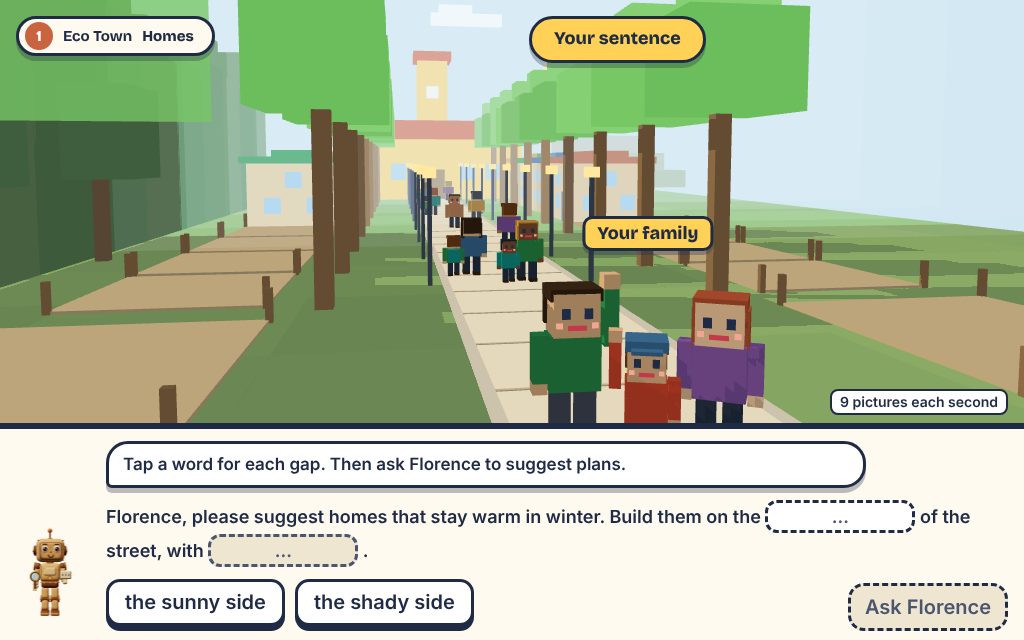 1 Eco Town Homes
Your sentence
Your family
9 pictures each second
Tap a word for each gap. Then ask Florence to suggest plans.
Florence, please suggest homes that stay warm in winter. Build them on the ... of the
street, with ... .
the sunny side
the shady side
Ask Florence